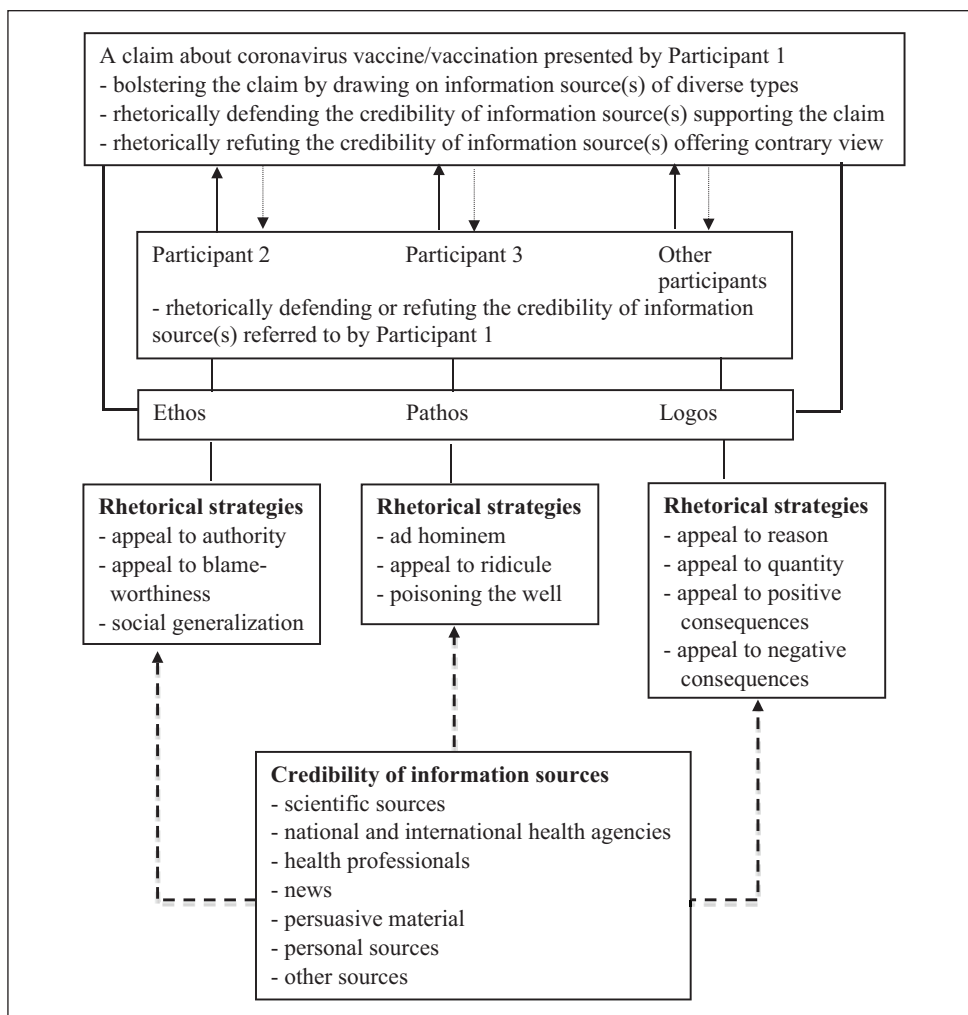 A claim about coronavirus vaccine/vaccination presented by Participant 1
- bolstering the claim by drawing on information source(s) of diverse types
- rhetorically defending the credibility of information source(s) supporting the claim
- rhetorically refuting the credibility of information source(s) offering contrary view
Participant 2
Participant 3
Other
participants
- rhetorically defending or refuting the credibility of information
source(s) referred to by Participant 1
Ethos
Pathos
Logos
Rhetorical strategies
- appeal to authority
- appeal to blame-
worthiness
- social generalization
Rhetorical strategies
- ad hominem
- appeal to ridicule
- poisoning the well
Rhetorical strategies
- appeal to reason
- appeal to quantity
- appeal to positive
consequences
- appeal to negative
consequences
Credibility of information sources
- scientific sources
- national and international health agencies
- health professionals
- news
- persuasive material
- personal sources
- other sources